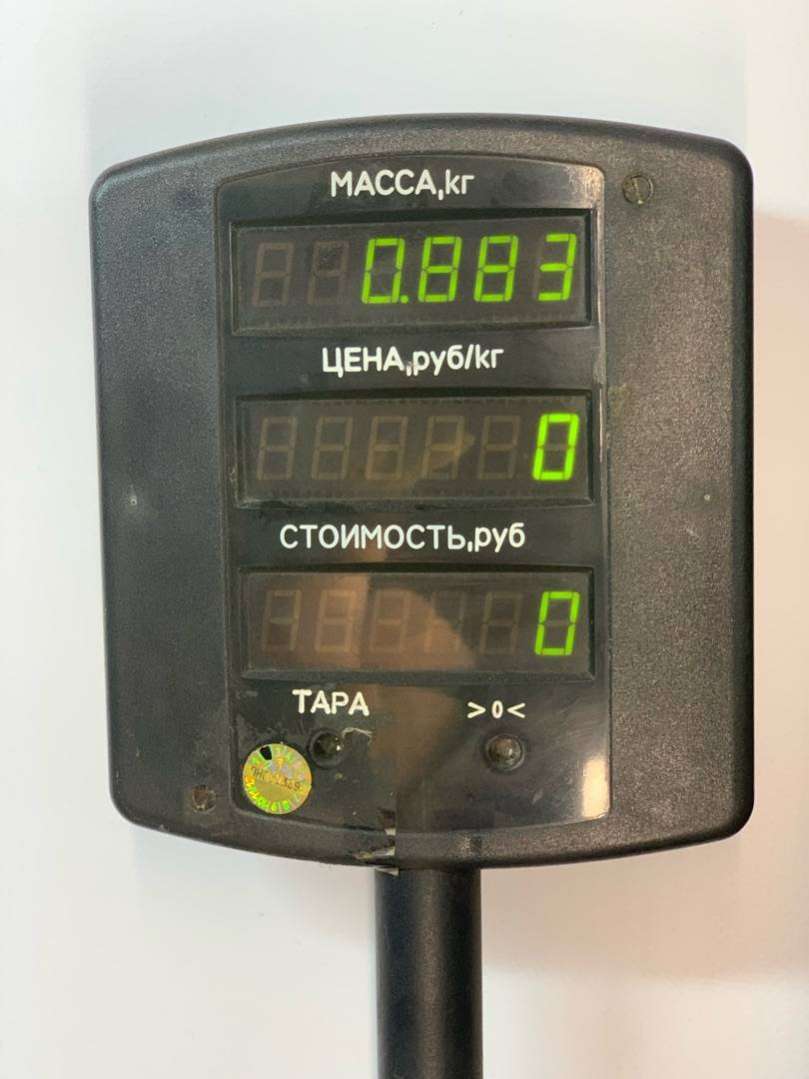 МАССА,кг
0.883
ЦЕНА,руб/кг
0
СТОИМОСТЬ,руб
0
ТАРА >0<